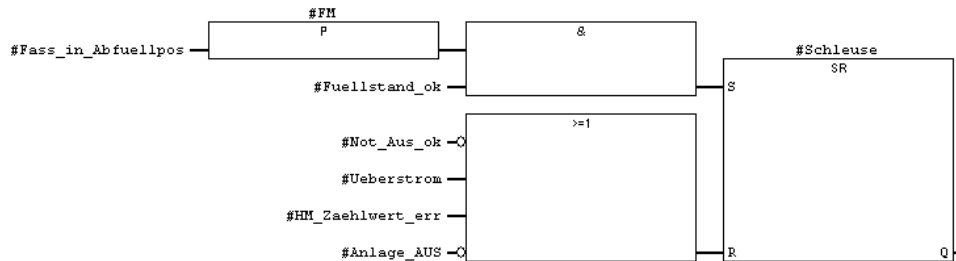 #FM
P
#Fass_in_Abfuellpos
&
#Fuellstand_ok
#Schleuse
SR
S
>=1
#Not_Aus_ok
#Ueberstrom
#HM_Zaehlwert_err
#Anlage_AUS
R
Q